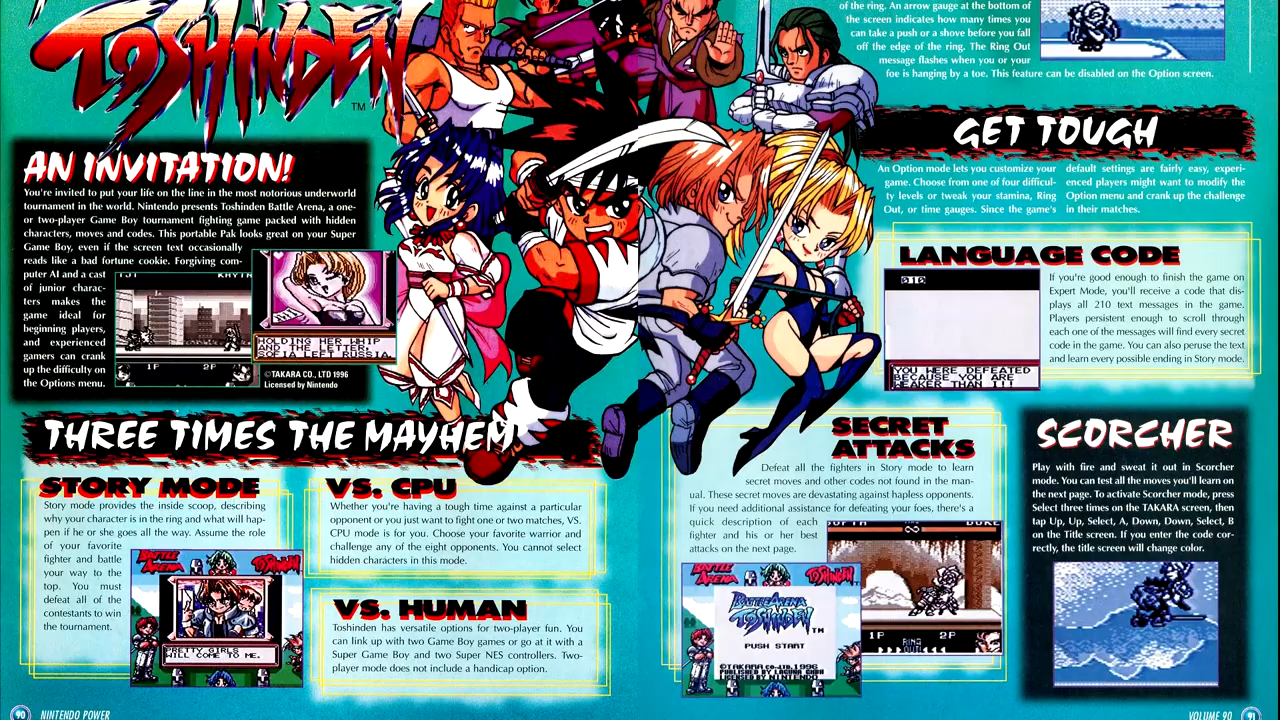 TOSHINDEN
TM
AN INVITATION!
You're invited to put your life on the line in the most notorious underworld
tournament in the world. Nintendo presents Toshinden Battle Arena, a one-
or two-player Game Boy tournament fighting game packed with hidden
characters, moves and codes. This portable Pak looks great on your Super
Game Boy, even if the screen text occasionally
reads like a bad fortune cookie. Forgiving com-
puter AI and a cast
of junior charac-
ters makes the
game ideal for
beginning players,
and experienced
gamers can crank
up the difficulty on
the Options menu.
1P 2P
HOLDING HER WHIP
AND THE LETTER,
SOFIA LEFT RUSSIA.
©TAKARA CO., LTD 1996
Licensed by Nintendo
THREE TIMES THE MAYHEM
STORY MODE
Story mode provides the inside scoop, describing
why your character is in the ring and what will hap-
pen if he or she goes all the way. Assume the role
of your favorite
fighter and battle
your way to the
top. You must
defeat all of the
contestants to win
the tournament.
BATTLE ARENA TOSHINDEN
ALL COME TO ME.
VS. CPU
Whether you're having a tough time against a particular
opponent or you just want to fight one or two matches, VS.
CPU mode is for you. Choose your favorite warrior and
challenge any of the eight opponents. You cannot select
hidden characters in this mode.
VS. HUMAN
Toshinden has versatile options for two-player fun. You
can link up with two Game Boy games or go at it with a
Super Game Boy and two Super NES controllers. Two-
player mode does not include a handicap option.
90 NINTENDO POWER
of the ring. An arrow gauge at the bottom of
the screen indicates how many times you
can take a push or a shove before you fall
off the edge of the ring. The Ring Out
message flashes when you or your
foe is hanging by a toe. This feature can be disabled on the Option screen.
GET TOUGH
An Option mode lets you customize your
game. Choose from one of four difficul-
ty levels or tweak your stamina, Ring
Out, or time gauges. Since the game's
default settings are fairly easy, experi-
enced players might want to modify the
Option menu and crank up the challenge
in their matches.
LANGUAGE CODE
010
YOU WERE DEFEATED
BECAUSE YOU ARE
WEAKER THAN I!!
If you're good enough to finish the game on
Expert Mode, you'll receive a code that dis-
plays all 210 text messages in the game.
Players persistent enough to scroll through
each one of the messages will find every secret
code in the game. You can also peruse the text
and learn every possible ending in Story mode.
SECRET
ATTACKS
Defeat all the fighters in Story mode to learn
secret moves and other codes not found in the man-
ual. These secret moves are devastating against hapless opponents.
If you need additional assistance for defeating your foes, there's a
quick description of each
fighter and his or her best
attacks on the next page.
DUKE
1P RING OUT 2P
BATTLE ARENA TOSHINDEN
BATTLE ARENA
TOSHINDEN TM
PUSH START
©TAKARA CO.,LTD.1996
SCORCHER
Play with fire and sweat it out in Scorcher
mode. You can test all the moves you'll learn on
the next page. To activate Scorcher mode, press
Select three times on the TAKARA screen, then
tap Up, Up, Select, A, Down, Down, Select, B
on the Title screen. If you enter the code cor-
rectly, the title screen will change color.
VOLUME 90 91